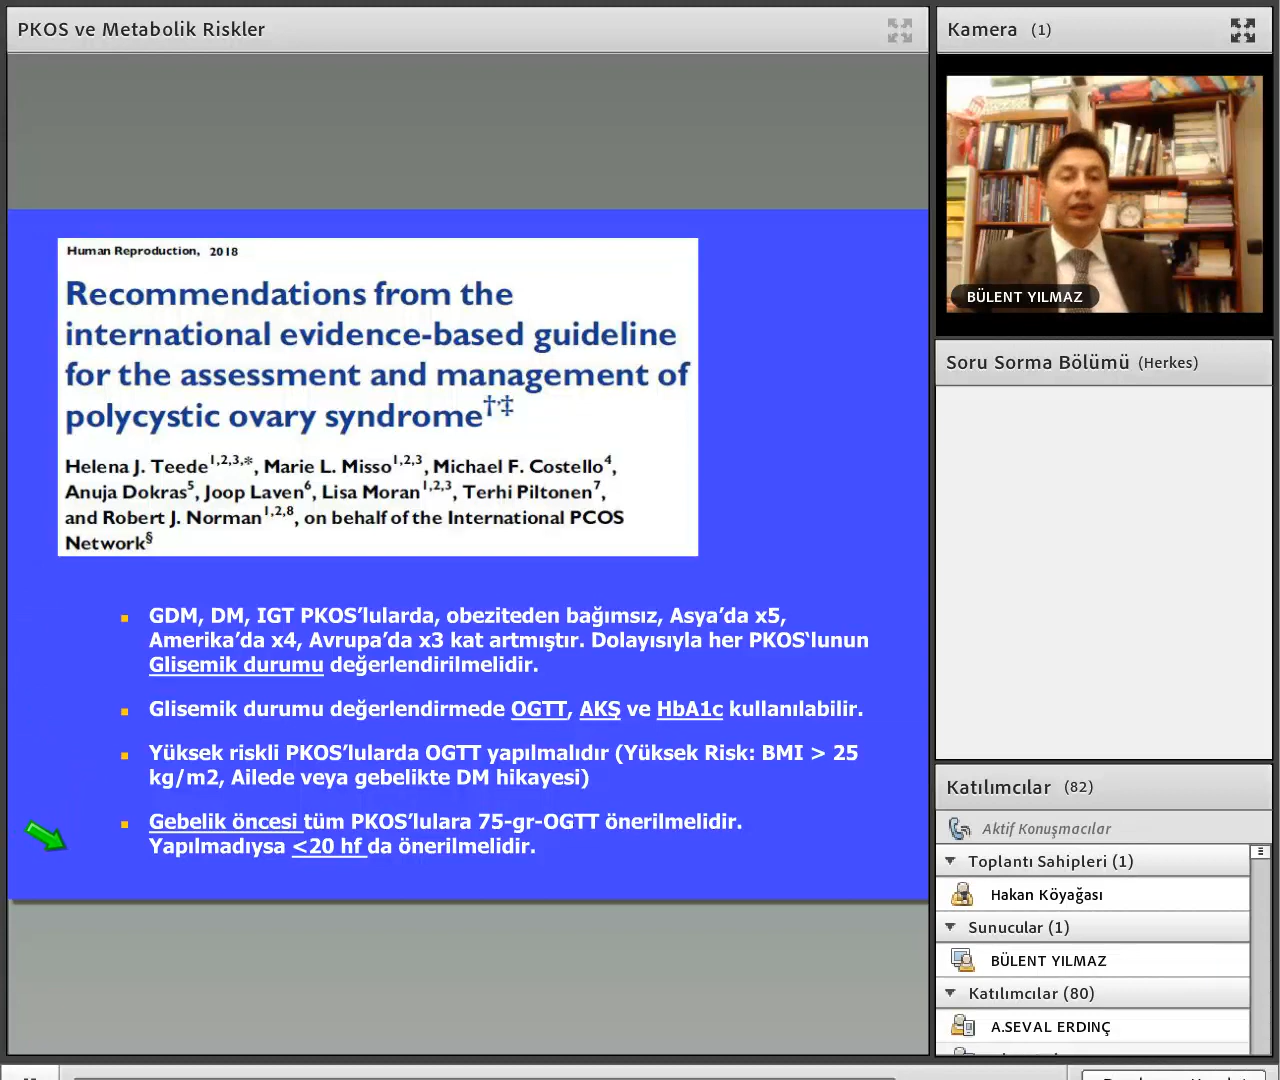 PKOS ve Metabolik Riskler
Human Reproduction, 2018
Recommendations from the
international evidence-based guideline
for the assessment and management of
polycystic ovary syndrome†,‡
Helena J. Teede1,2,3,*, Marie L. Misso1,2,3, Michael F. Costello4,
Anuja Dokras5, Joop Laven6, Lisa Moran1,2,3, Terhi Piltonen7,
and Robert J. Norman1,2,8, on behalf of the International PCOS
Network§
GDM, DM, IGT PKOS’lularda, obeziteden bağımsız, Asya’da x5,
Amerika’da x4, Avrupa’da x3 kat artmıştır. Dolayısıyla her PKOS‘lunun
Glisemik durumu değerlendirilmelidir.
Glisemik durumu değerlendirmede OGTT, AKŞ ve HbA1c kullanılabilir.
Yüksek riskli PKOS’lularda OGTT yapılmalıdır (Yüksek Risk: BMI > 25
kg/m2, Ailede veya gebelikte DM hikayesi)
Gebelik öncesi tüm PKOS’lulara 75-gr-OGTT önerilmelidir.
Yapılmadıysa <20 hf da önerilmelidir.
Kamera (1)
BÜLENT YILMAZ
Soru Sorma Bölümü (Herkes)
Katılımcılar (82)
Aktif Konuşmacılar
Toplantı Sahipleri (1)
Hakan Köyağası
Sunucular (1)
BÜLENT YILMAZ
Katılımcılar (80)
A.SEVAL ERDINÇ